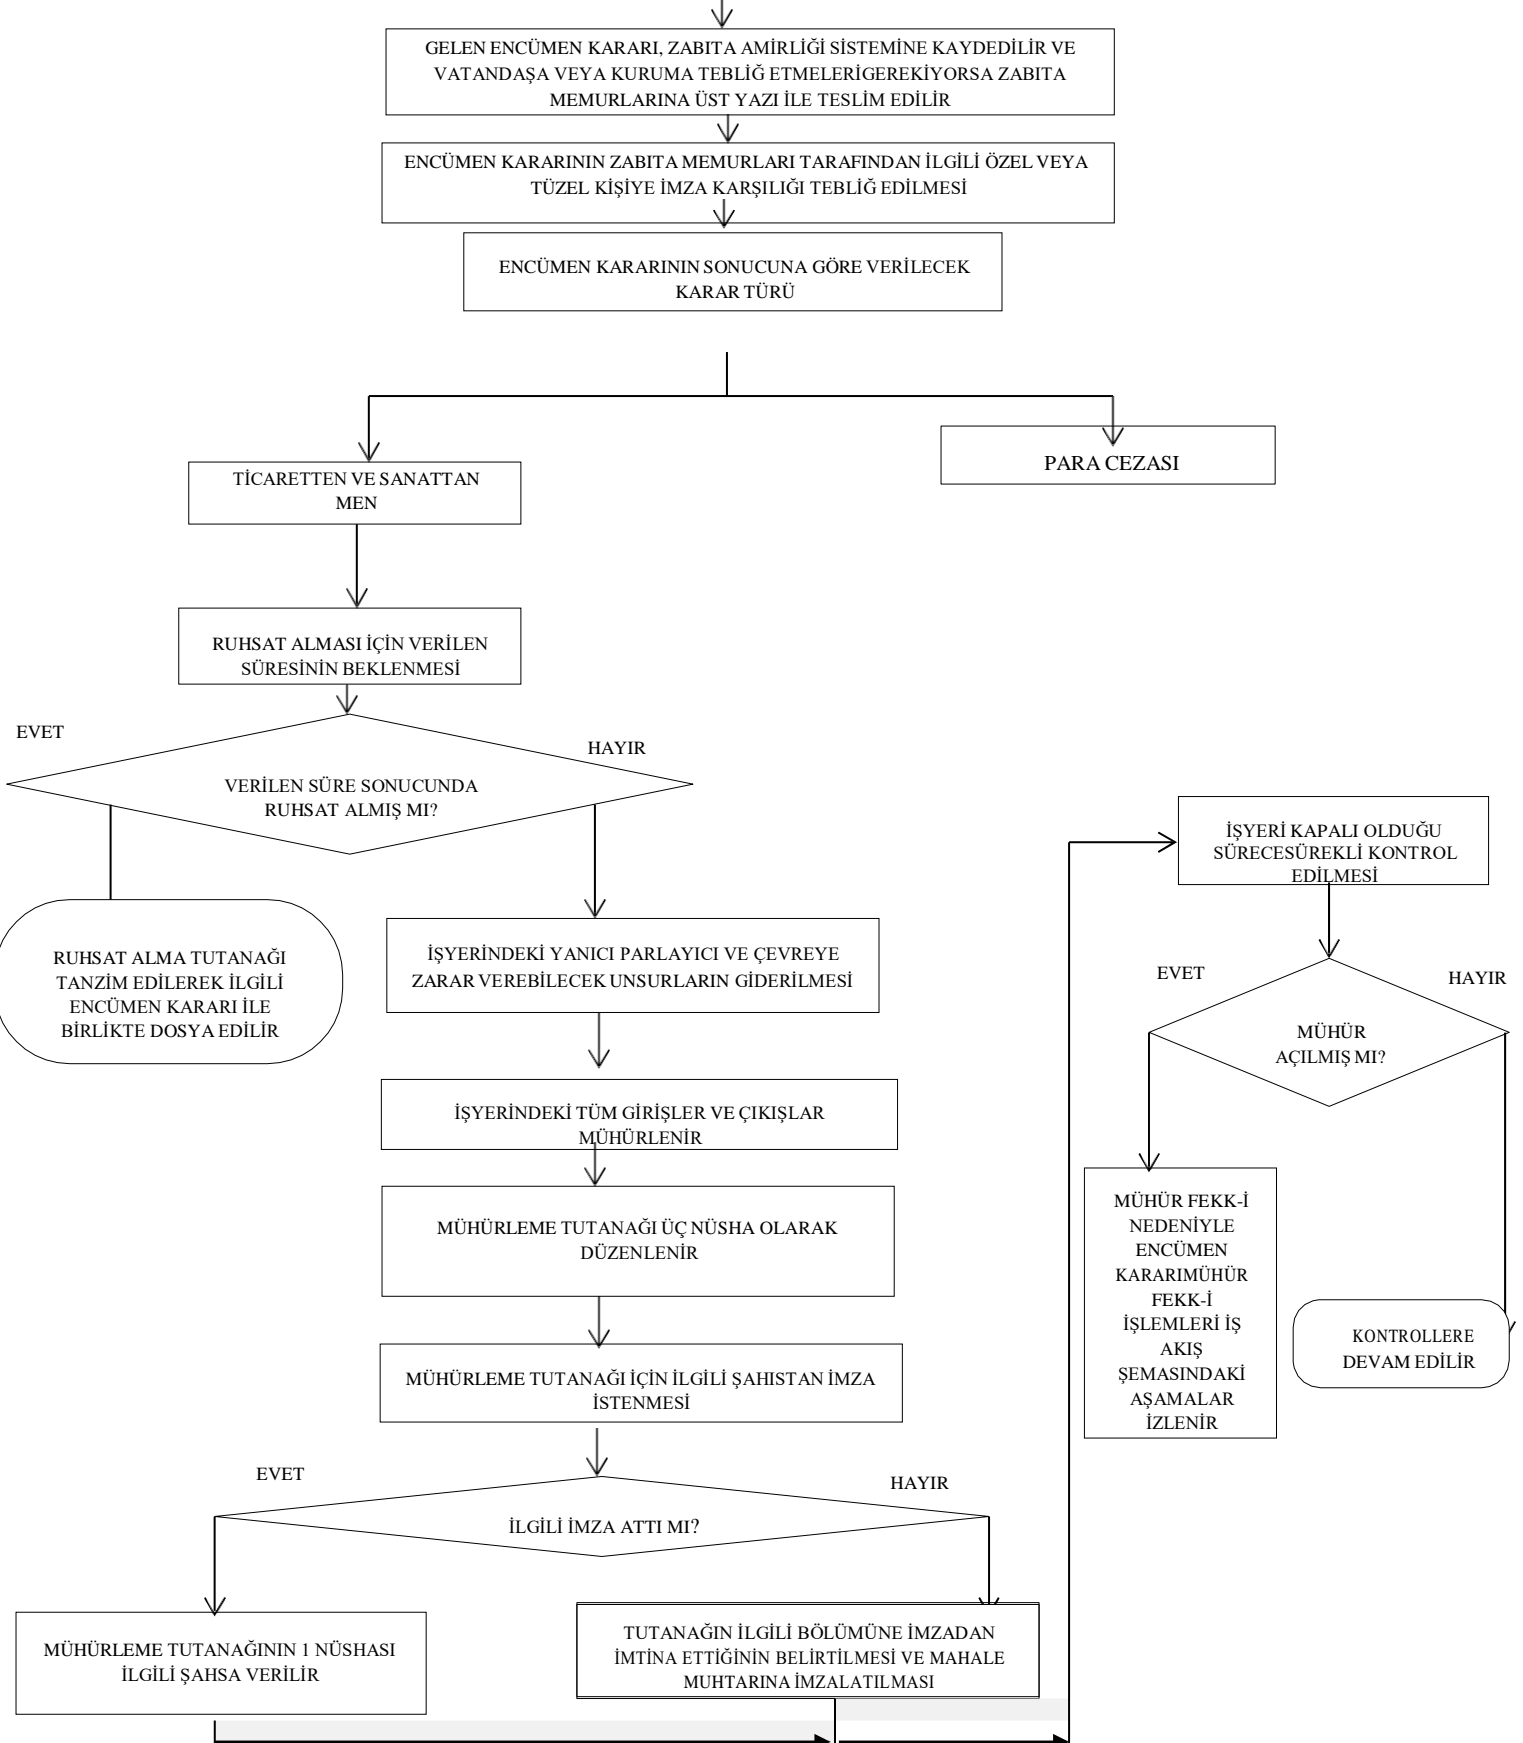 GELEN ENCÜMEN KARARI, ZABITA AMİRLİĞİ SİSTEMİNE KAYDEDİLİR VE
VATANDAŞA VEYA KURUMA TEBLİĞ ETMELERİGEREKİYORSA ZABITA
MEMURLARINA ÜST YAZI İLE TESLİM EDİLİR
ENCÜMEN KARARININ ZABITA MEMURLARI TARAFINDAN İLGİLİ ÖZEL VEYA
TÜZEL KİŞİYE İMZA KARŞILIĞI TEBLİĞ EDİLMESİ
ENCÜMEN KARARININ SONUCUNA GÖRE VERİLECEK
KARAR TÜRÜ
TİCARETTEN VE SANATTAN
MEN
PARA CEZASI
RUHSAT ALMASI İÇİN VERİLEN
SÜRESİNİN BEKLENMESİ
EVET
HAYIR
VERİLEN SÜRE SONUCUNDA
RUHSAT ALMIŞ MI?
RUHSAT ALMA TUTANAĞI
TANZİM EDİLEREK İLGİLİ
ENCÜMEN KARARI İLE
BİRLİKTE DOSYA EDİLİR
İŞYERİNDEKİ YANICI PARLAYICI VE ÇEVREYE
ZARAR VEREBİLECEK UNSURLARIN GİDERİLMESİ
İŞYERİNDEKİ TÜM GİRİŞLER VE ÇIKIŞLAR
MÜHÜRLENİR
MÜHÜRLEME TUTANAĞI ÜÇ NÜSHA OLARAK
DÜZENLENİR
MÜHÜRLEME TUTANAĞI İÇİN İLGİLİ ŞAHISTAN İMZA
İSTENMESİ
EVET
HAYIR
İLGİLİ İMZA ATTI MI?
MÜHÜRLEME TUTANAĞININ 1 NÜSHASI
İLGİLİ ŞAHSA VERİLİR
TUTANAĞIN İLGİLİ BÖLÜMÜNE İMZADAN
İMTİNA ETTİĞİNİN BELİRTİLMESİ VE MAHALE
MUHTARINA İMZALATILMASI
İŞYERİ KAPALI OLDUĞU
SÜRECESÜREKLİ KONTROL
EDİLMESİ
EVET
HAYIR
MÜHÜR
AÇILMIŞ MI?
MÜHÜR FEKK-İ
NEDENİYLE
ENCÜMEN
KARARIMÜHÜR
FEKK-İ
İŞLEMLERİ İŞ
AKIŞ
ŞEMASINDAKİ
AŞAMALAR
İZLENİR
KONTROLLERE
DEVAM EDİLİR